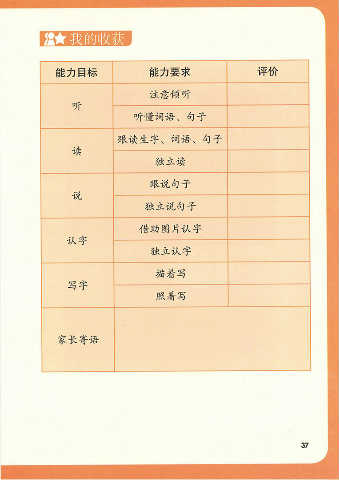 我的收获
能力目标 能力要求 评价
听 注意倾听
听懂词语、句子
读 跟读生字、词语、句子
独立读
说 跟说句子
独立说句子
认字 借助图片认字
独立认字
写字 描着写
照着写
家长寄语
37